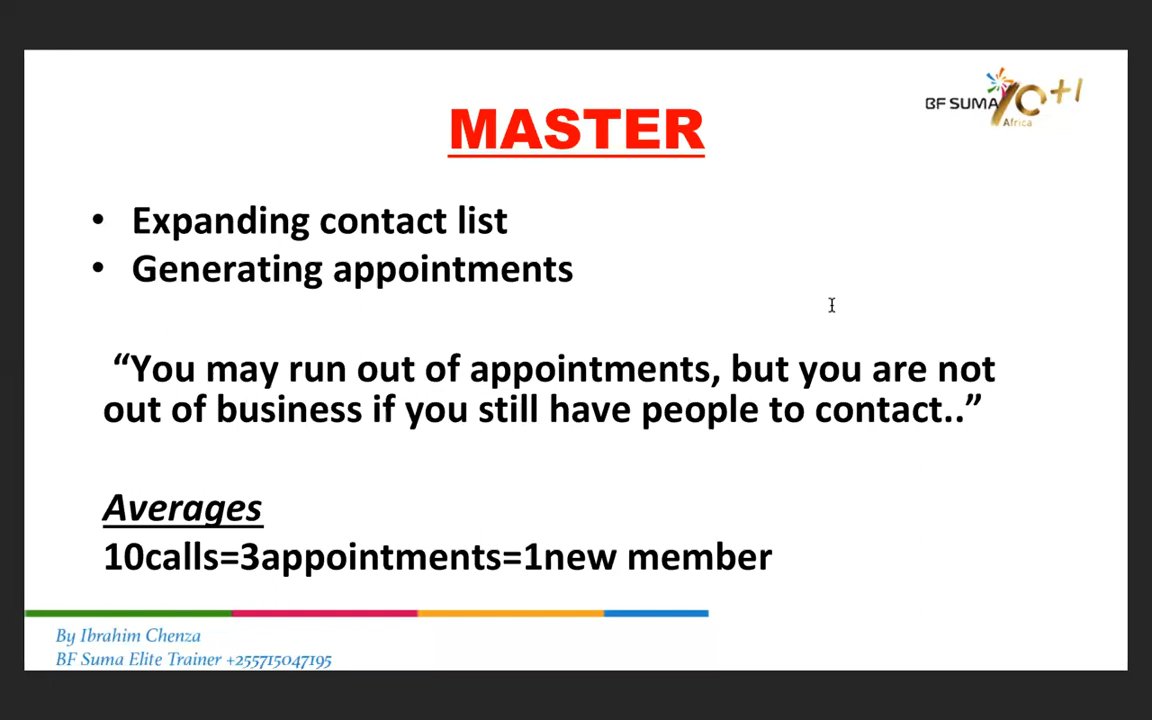 BF SUMA 10+1
Africa
MASTER
• Expanding contact list
• Generating appointments
“You may run out of appointments, but you are not
out of business if you still have people to contact..”
Averages
10calls=3appointments=1new member
By Ibrahim Chenza
BF Suma Elite Trainer +255715047195